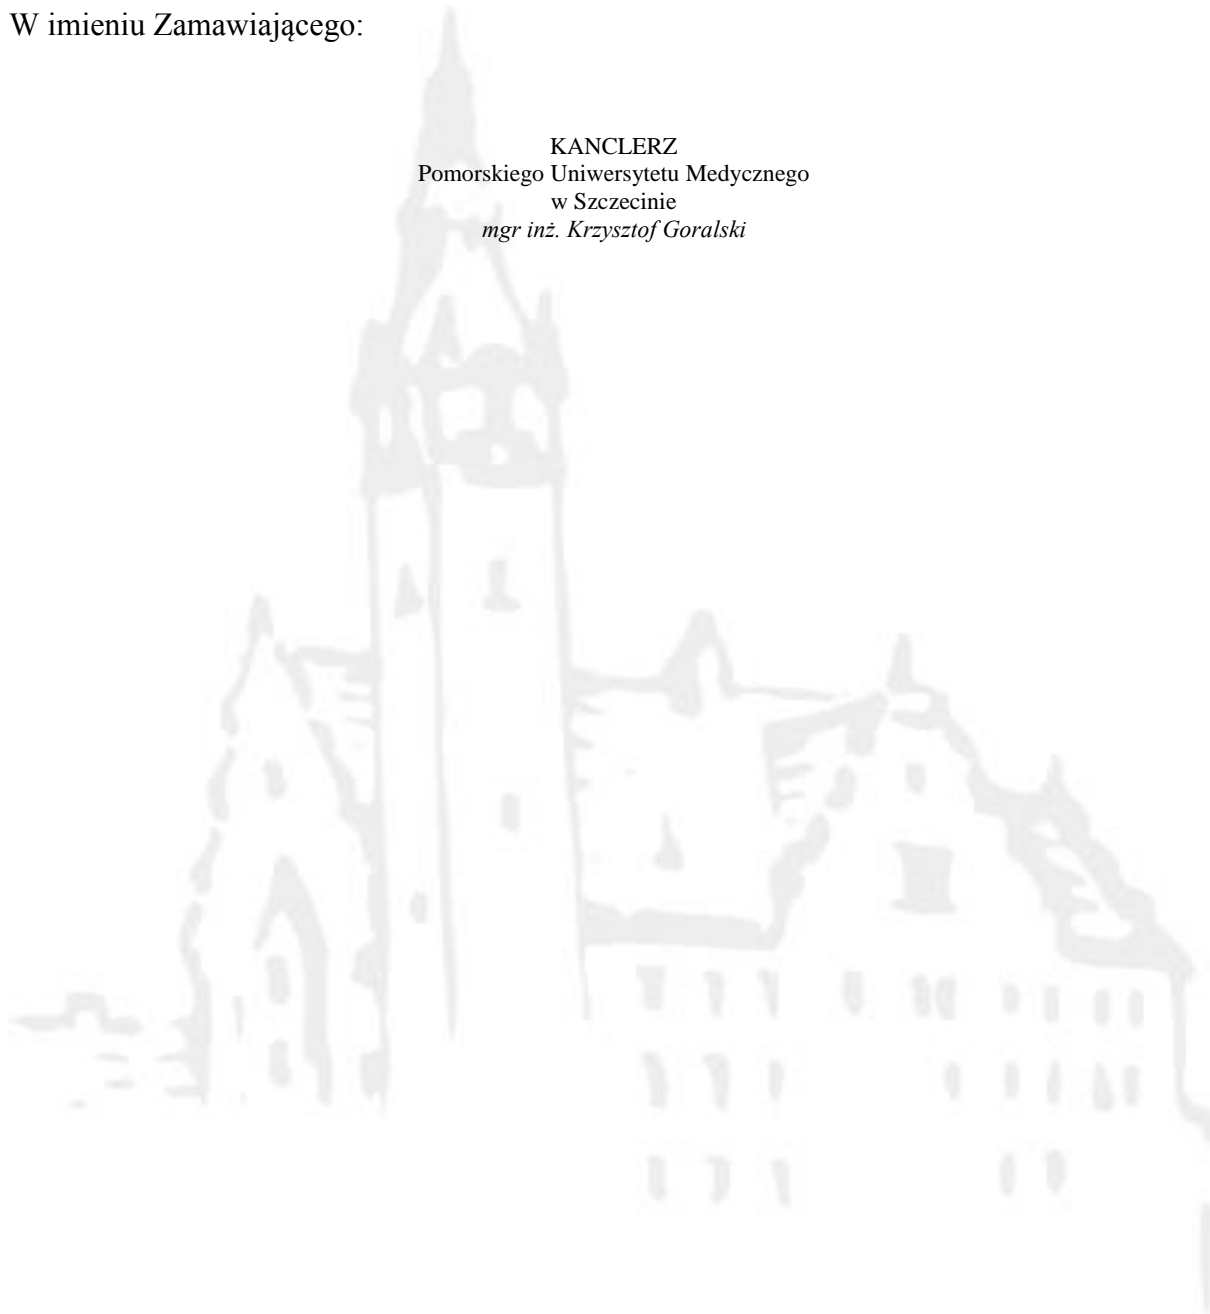 W imieniu Zamawiającego:
KANCLERZ
Pomorskiego Uniwersytetu Medycznego
w Szczecinie
mgr inż. Krzysztof Goralski